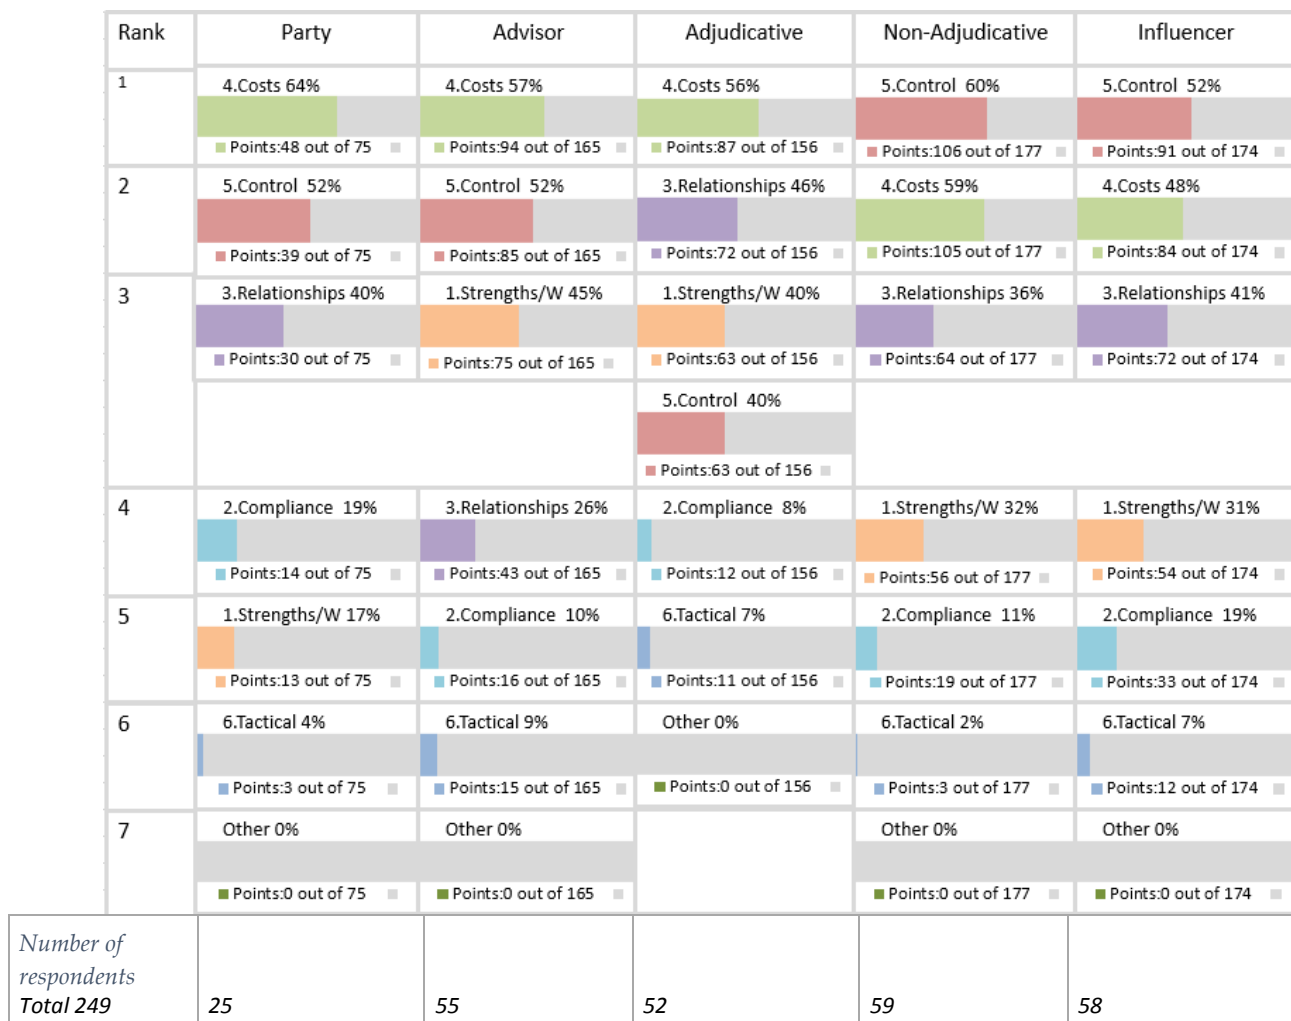 Rank Party Advisor Adjudicative Non-Adjudicative Influencer
1
4.Costs 64% 4.Costs 57% 4.Costs 56% 5.Control 60% 5.Control 52%
Points:48 out of 75 Points:94 out of 165 Points:87 out of 156 Points:106 out of 177 Points:91 out of 174
2
5.Control 52% 5.Control 52% 3.Relationships 46% 4.Costs 59% 4.Costs 48%
Points:39 out of 75 Points:85 out of 165 Points:72 out of 156 Points:105 out of 177 Points:84 out of 174
3
3.Relationships 40% 1.Strengths/W 45% 1.Strengths/W 40% 3.Relationships 36% 3.Relationships 41%
Points:30 out of 75 Points:75 out of 165 Points:63 out of 156 Points:64 out of 177 Points:72 out of 174
5.Control 40%
Points:63 out of 156
4
2.Compliance 19% 3.Relationships 26% 2.Compliance 8% 1.Strengths/W 32% 1.Strengths/W 31%
Points:14 out of 75 Points:43 out of 165 Points:12 out of 156 Points:56 out of 177 Points:54 out of 174
5
1.Strengths/W 17% 2.Compliance 10% 6.Tactical 7% 2.Compliance 11% 2.Compliance 19%
Points:13 out of 75 Points:16 out of 165 Points:11 out of 156 Points:19 out of 177 Points:33 out of 174
6
6.Tactical 4% 6.Tactical 9% Other 0% 6.Tactical 2% 6.Tactical 7%
Points:3 out of 75 Points:15 out of 165 Points:0 out of 156 Points:3 out of 177 Points:12 out of 174
7
Other 0% Other 0% Other 0% Other 0%
Points:0 out of 75 Points:0 out of 165 Points:0 out of 177 Points:0 out of 174
Number of
respondents
Total 249 25 55 52 59 58